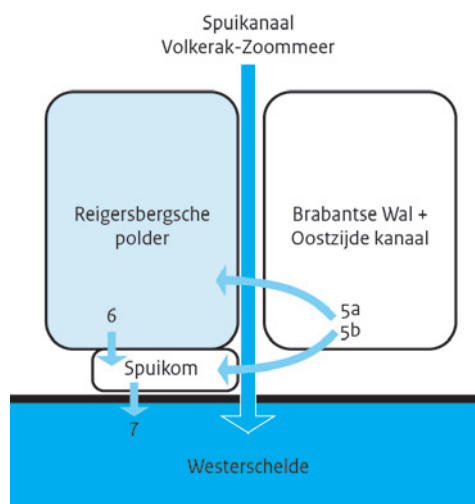 Spuikanaal
Volkerak-Zoommeer
Reigersbergsche
polder
Brabantse Wal +
Oostzijde kanaal
5a
5b
6
Spuikom
7
Westerschelde